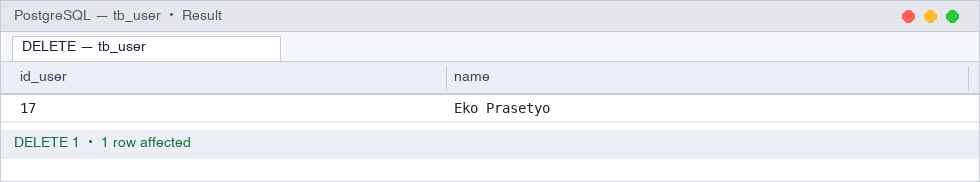 PostgreSQL — tb_user • Result
DELETE — tb_user
id_user name
17 Eko Prasetyo
DELETE 1 • 1 row affected